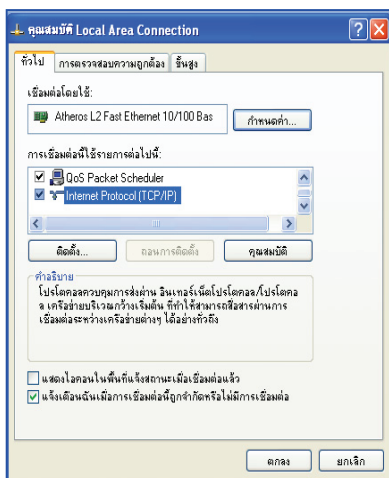 คุณสมบัติ Local Area Connection
ทั่วไป การตรวจสอบความถูกต้อง ขั้นสูง
เชื่อมต่อโดยใช้:
Atheros L2 Fast Ethernet 10/100 Bas
กำหนดค่า...
การเชื่อมต่อนี้ใช้รายการต่อไปนี้:
QoS Packet Scheduler
Internet Protocol (TCP/IP)
ติดตั้ง... ถอนการติดตั้ง คุณสมบัติ
คำอธิบาย
โปรโตคอลควบคุมการส่งผ่าน อินเทอร์เน็ตโปรโตคอล/โปรโตคอ
ล เครือข่ายบริเวณกว้างเริ่มต้น ที่ทำให้สามารถสื่อสารผ่านการ
เชื่อมต่อระหว่างเครือข่ายต่างๆ ได้อย่างทั่วถึง
แสดงไอคอนในพื้นที่แจ้งสถานะเมื่อเชื่อมต่อแล้ว
แจ้งเตือนฉันเมื่อการเชื่อมต่อนี้ถูกจำกัดหรือไม่มีการเชื่อมต่อ
ตกลง ยกเลิก